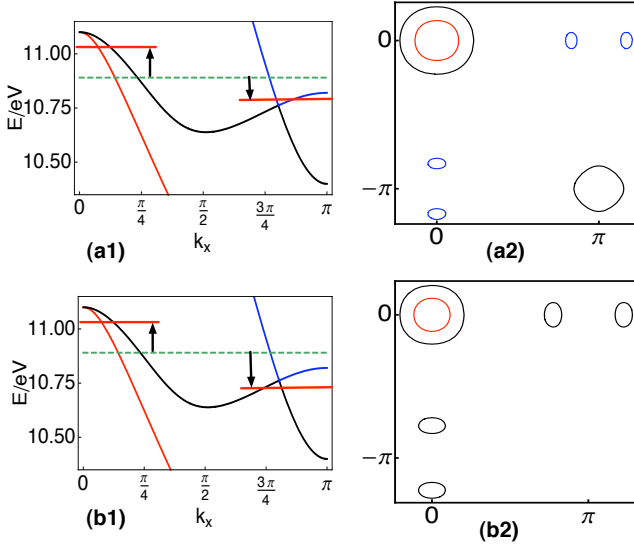 E/eV
11.00
10.75
10.50
0
π/4
π/2
3π/4
π
k_x
(a1)
0
−π
0
π
(a2)
E/eV
11.00
10.75
10.50
0
π/4
π/2
3π/4
π
k_x
(b1)
0
−π
0
π
(b2)